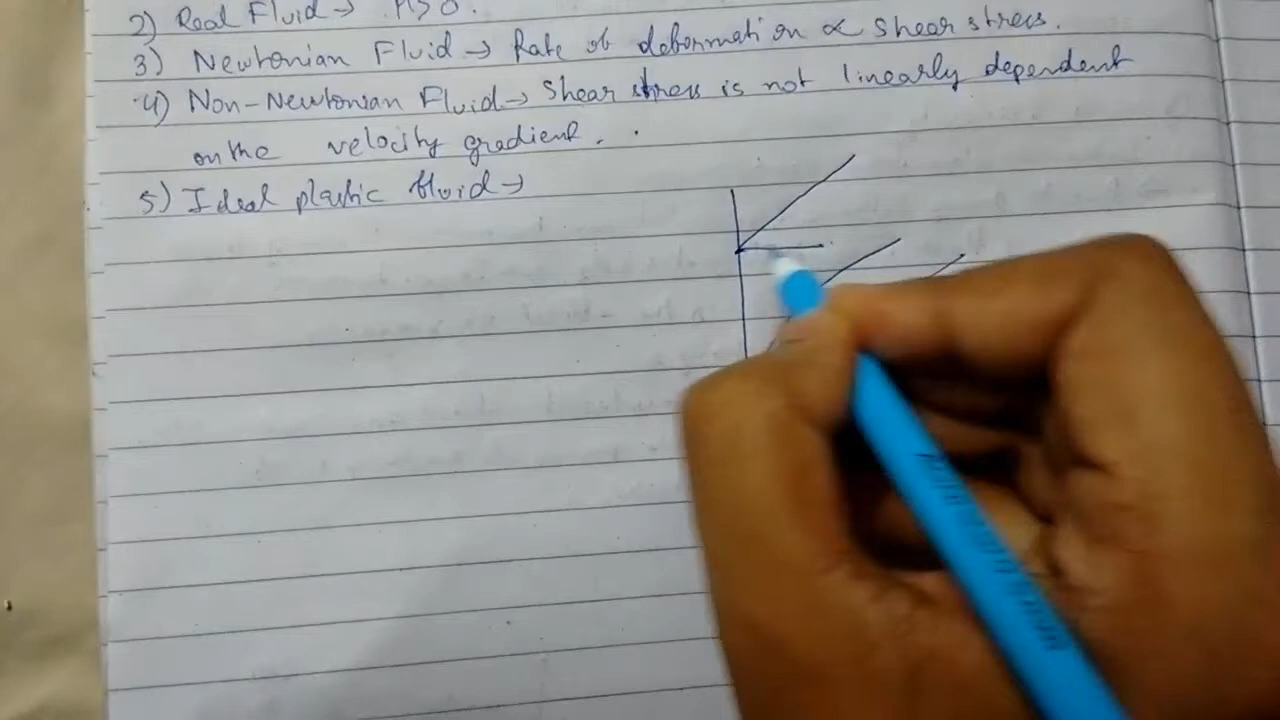 2) Real Fluid →
3) Newtonian Fluid → Rate of deformation ∝ shear stress.
4) Non-Newtonian Fluid → Shear stress is not linearly dependent
on the velocity gradient.
5) Ideal plastic fluid →